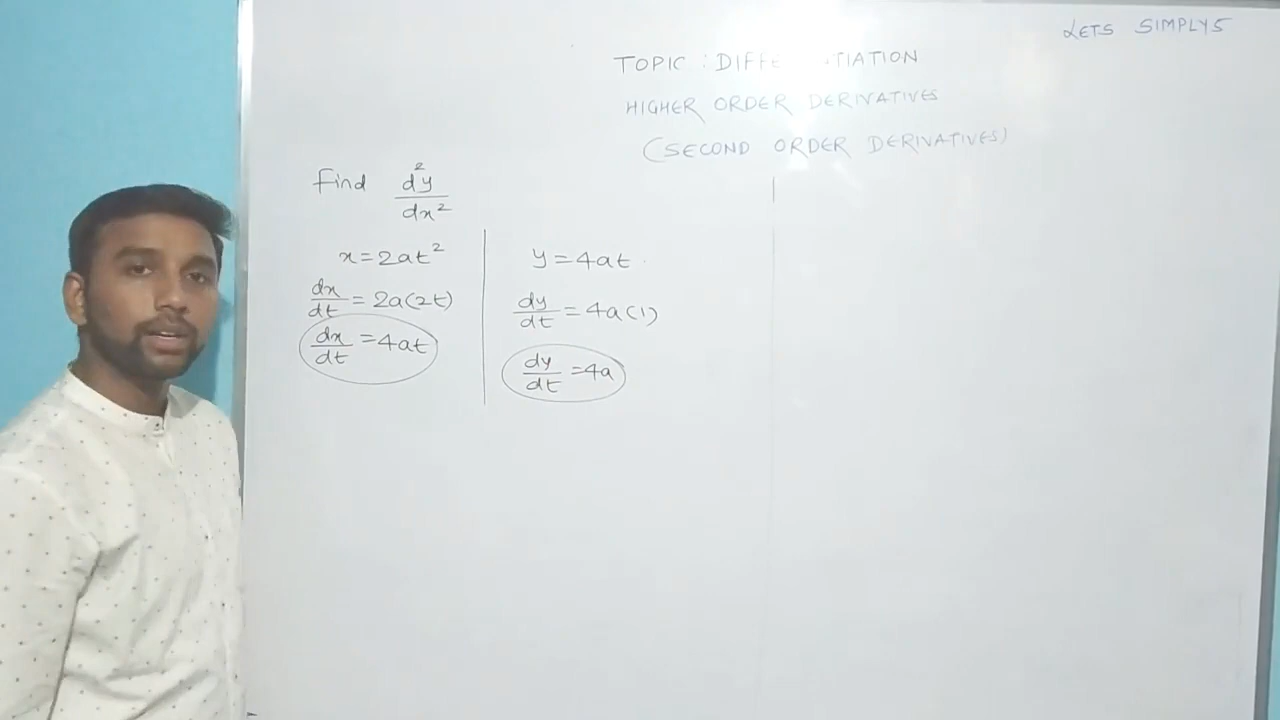 LETS SIMPLY5
TOPIC : DIFFE TIATION
HIGHER ORDER DERIVATIVES
(SECOND ORDER DERIVATIVES)
Find d²y/dx²
x=2at²
dx/dt = 2a(2t)
dx/dt = 4at
y=4at
dy/dt = 4a(1)
dy/dt = 4a